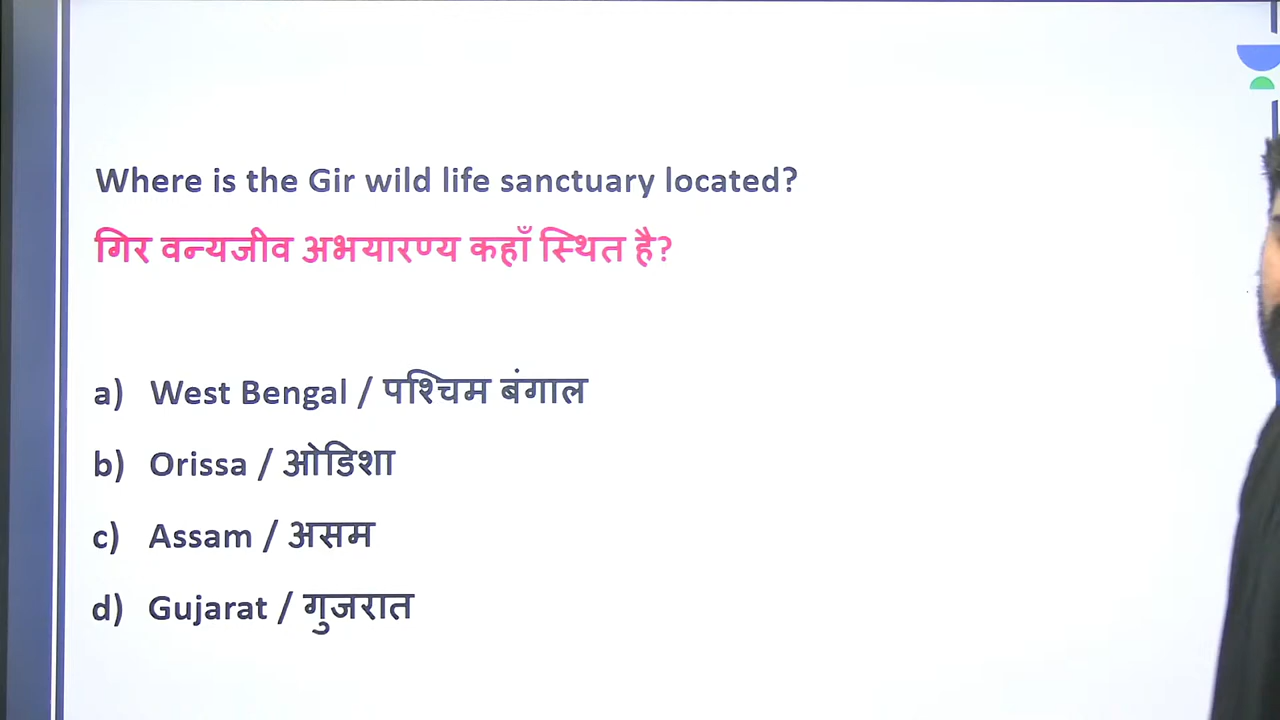 Where is the Gir wild life sanctuary located?
गिर वन्यजीव अभयारण्य कहाँ स्थित है?
a) West Bengal / पश्चिम बंगाल
b) Orissa / ओडिशा
c) Assam / असम
d) Gujarat / गुजरात